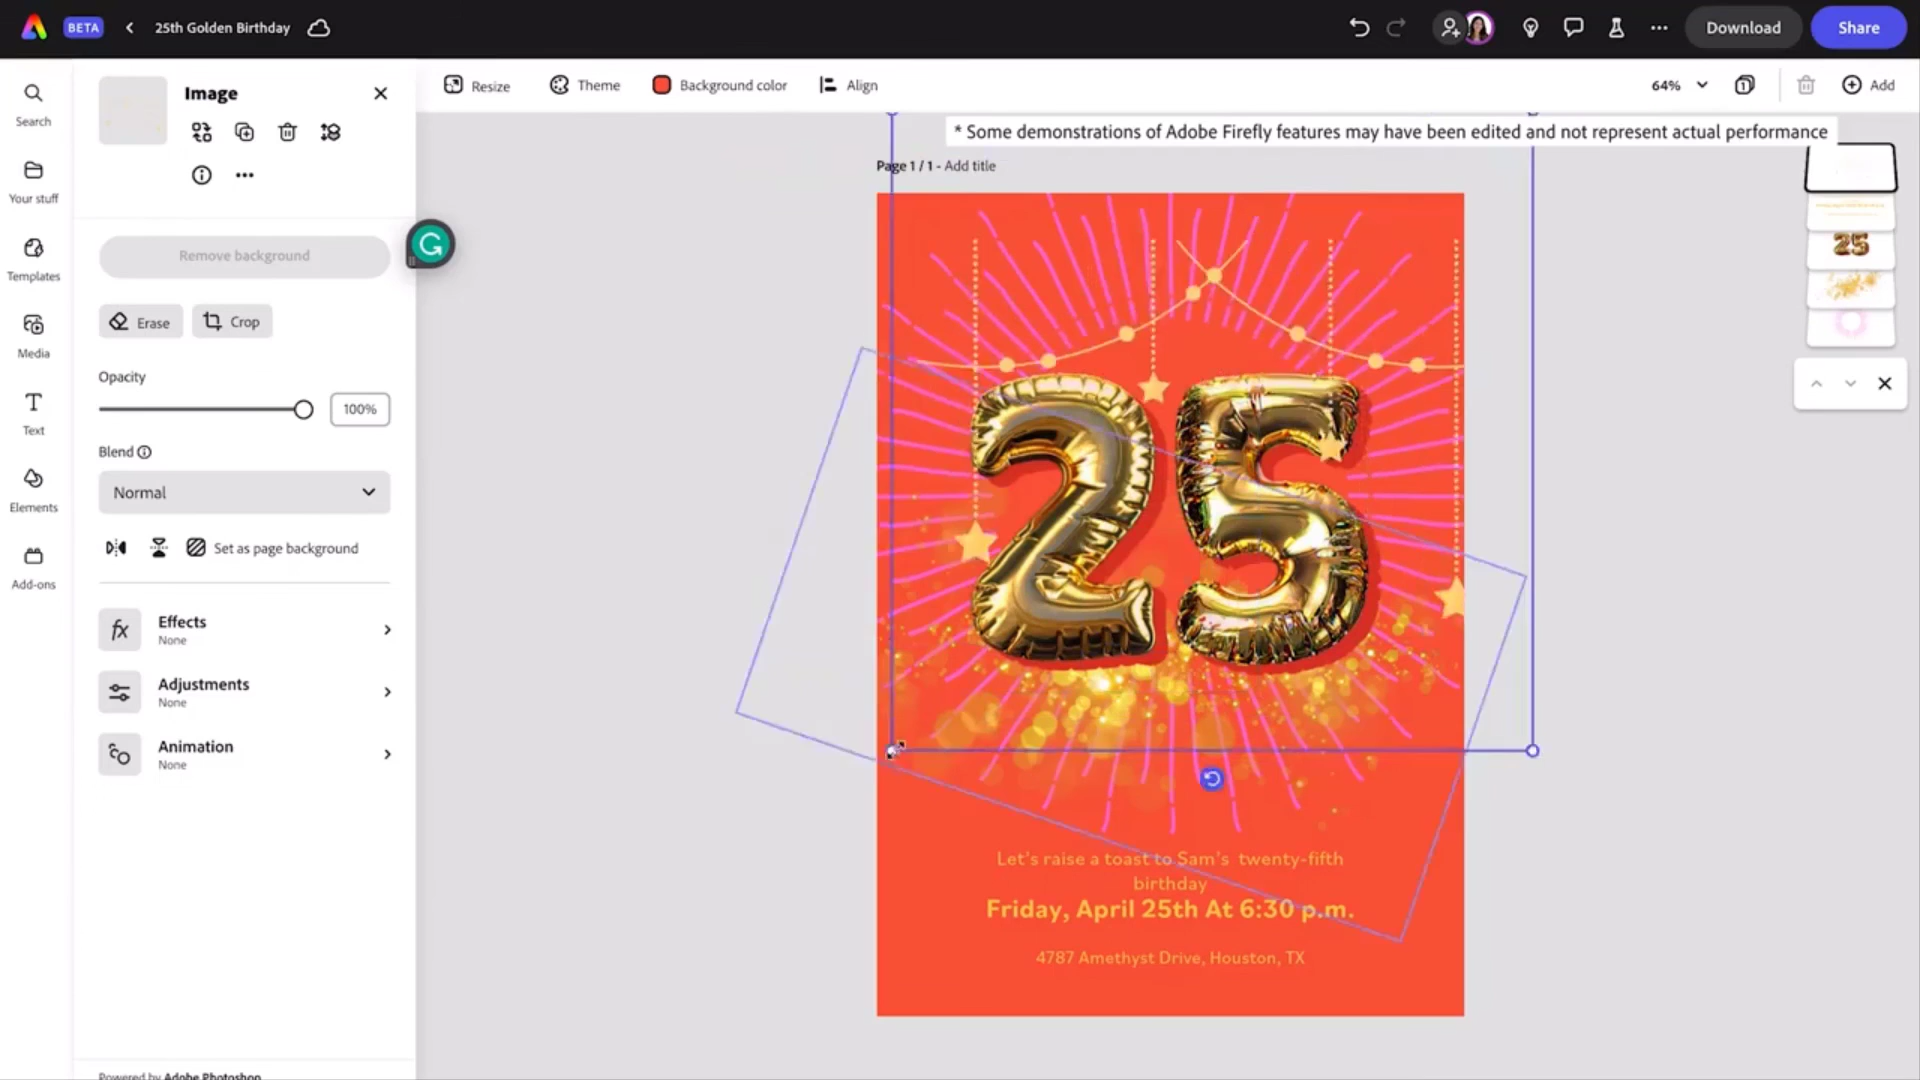 BETA
25th Golden Birthday
Download
Share
Search
Your stuff
Templates
Media
Text
Elements
Add-ons
Image
Remove background
Erase
Crop
Opacity
100%
Blend
Normal
Set as page background
Effects
None
Adjustments
None
Animation
None
Powered by Adobe Photoshop
Resize
Theme
Background color
Align
64%
1
Add
* Some demonstrations of Adobe Firefly features may have been edited and not represent actual performance
Page 1 / 1 - Add title
25
Let's raise a toast to Sam's twenty-fifth
birthday
Friday, April 25th At 6:30 p.m.
4787 Amethyst Drive, Houston, TX
25